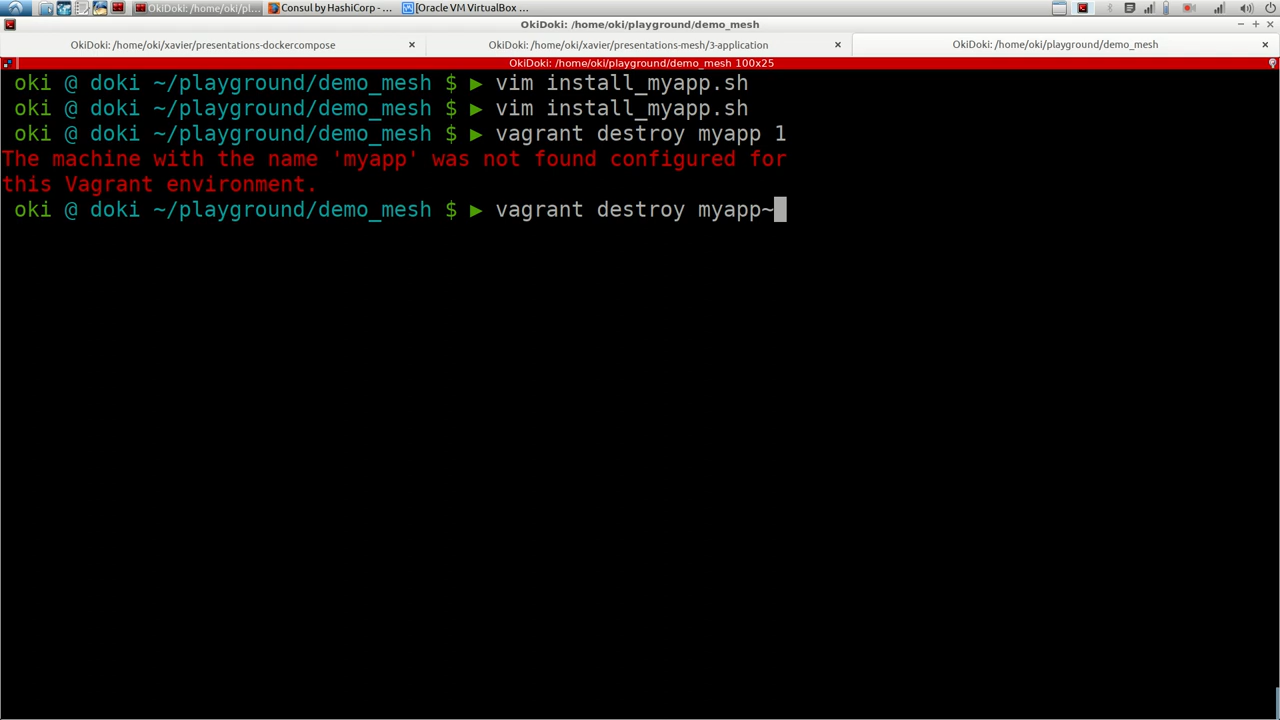 OkiDoki: /home/oki/pl...
Consul by HashiCorp - ...
[Oracle VM VirtualBox ...
OkiDoki: /home/oki/playground/demo_mesh
OkiDoki: /home/oki/xavier/presentations-dockercompose
OkiDoki: /home/oki/xavier/presentations-mesh/3-application
OkiDoki: /home/oki/playground/demo_mesh
OkiDoki: /home/oki/playground/demo_mesh 100x25
oki @ doki ~/playground/demo_mesh $ ▶ vim install_myapp.sh
oki @ doki ~/playground/demo_mesh $ ▶ vim install_myapp.sh
oki @ doki ~/playground/demo_mesh $ ▶ vagrant destroy myapp 1
The machine with the name 'myapp' was not found configured for
this Vagrant environment.
oki @ doki ~/playground/demo_mesh $ ▶ vagrant destroy myapp~